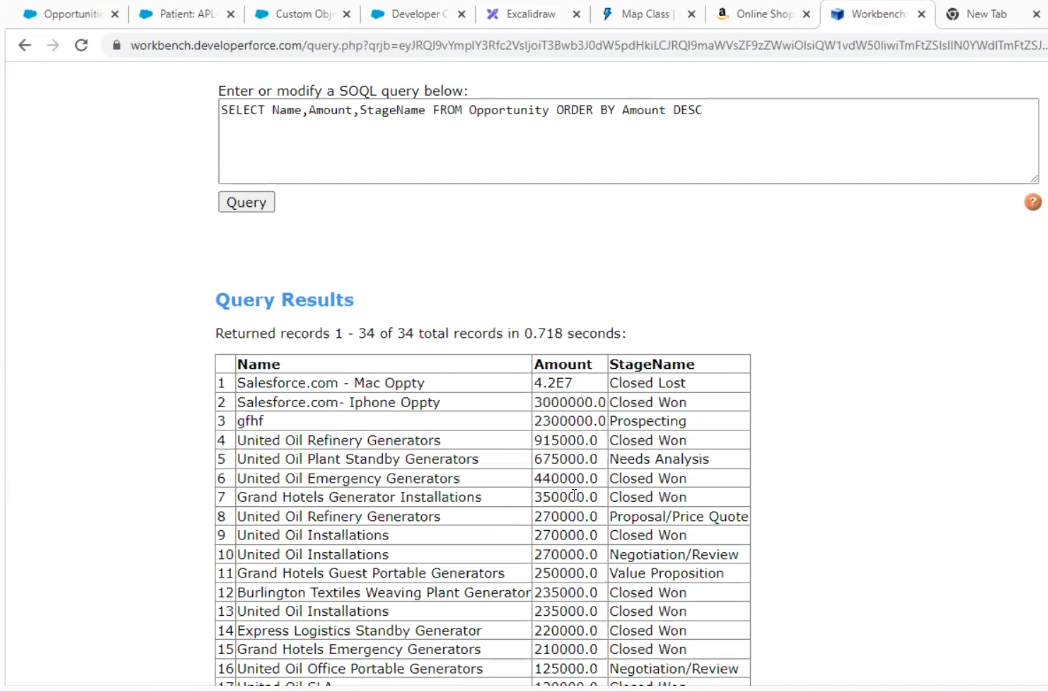 Opportunitie
Patient: APL
Custom Obje
Developer C
Excalidraw
Map Class |
Online Shop
Workbench
New Tab
workbench.developerforce.com/query.php?qrjb=
Enter or modify a SOQL query below:
SELECT Name,Amount,StageName FROM Opportunity ORDER BY Amount DESC
Query
?
Query Results
Returned records 1 - 34 of 34 total records in 0.718 seconds:
Name Amount StageName
1 Salesforce.com - Mac Oppty 4.2E7 Closed Lost
2 Salesforce.com- Iphone Oppty 3000000.0 Closed Won
3 gfhf 2300000.0 Prospecting
4 United Oil Refinery Generators 915000.0 Closed Won
5 United Oil Plant Standby Generators 675000.0 Needs Analysis
6 United Oil Emergency Generators 440000.0 Closed Won
7 Grand Hotels Generator Installations 350000.0 Closed Won
8 United Oil Refinery Generators 270000.0 Proposal/Price Quote
9 United Oil Installations 270000.0 Closed Won
10 United Oil Installations 270000.0 Negotiation/Review
11 Grand Hotels Guest Portable Generators 250000.0 Value Proposition
12 Burlington Textiles Weaving Plant Generator 235000.0 Closed Won
13 United Oil Installations 235000.0 Closed Won
14 Express Logistics Standby Generator 220000.0 Closed Won
15 Grand Hotels Emergency Generators 210000.0 Closed Won
16 United Oil Office Portable Generators 125000.0 Negotiation/Review
17 United Oil SLA 120000.0 Closed Won